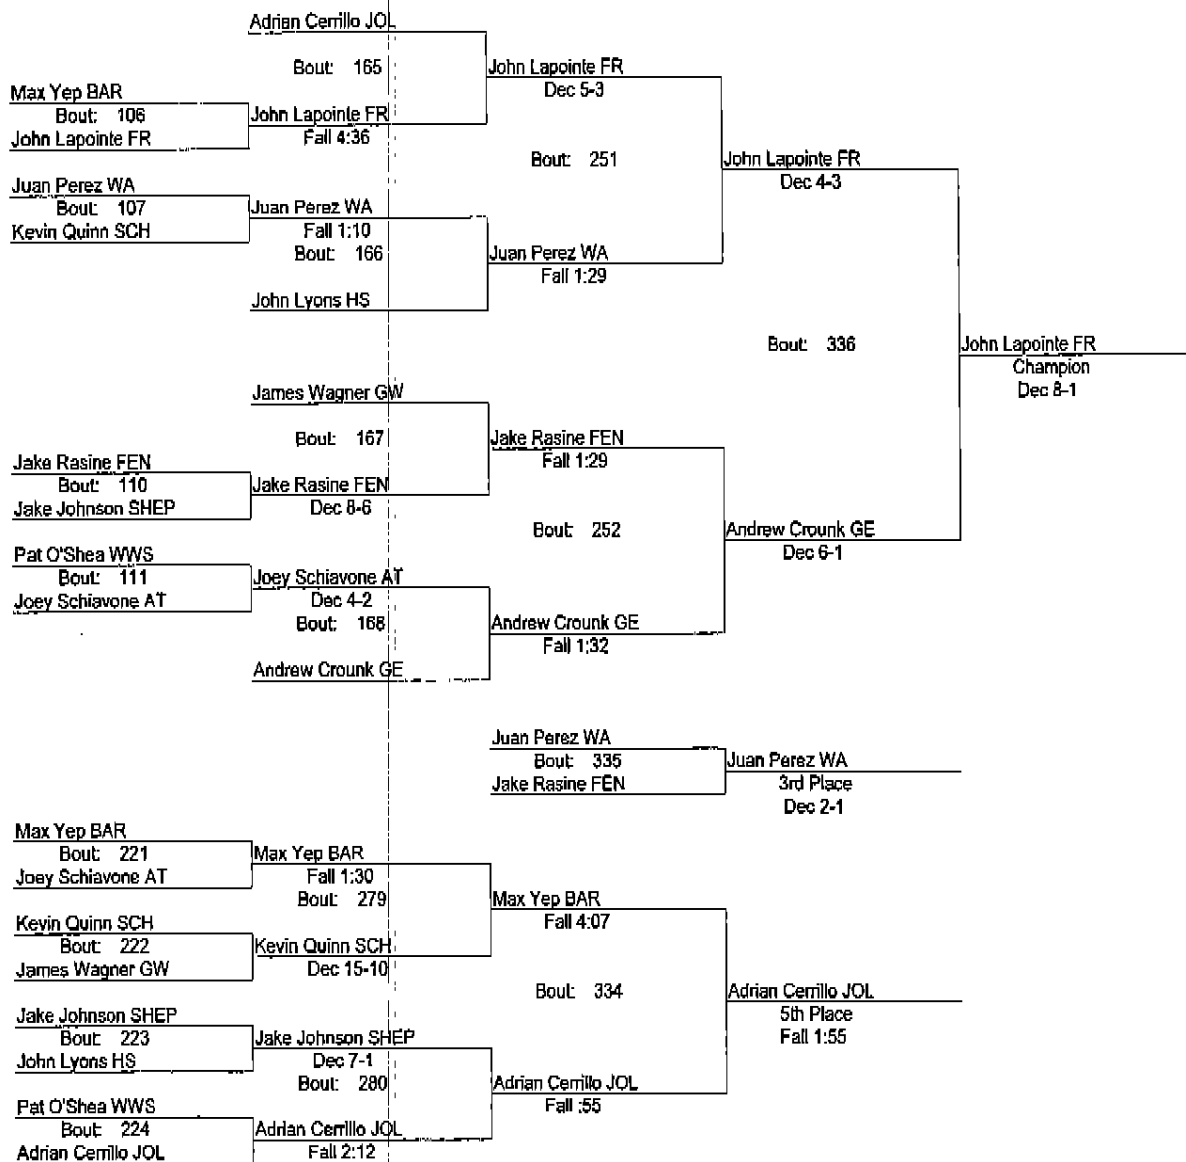 Adrian Cerrillo JOL
Bout: 165
John Lapointe FR
Dec 5-3
Max Yep BAR
Bout: 106
John Lapointe FR
John Lapointe FR
Fall 4:36
Bout: 251
John Lapointe FR
Dec 4-3
Juan Perez WA
Bout: 107
Kevin Quinn SCH
Juan Perez WA
Fall 1:10
Bout: 166
Juan Perez WA
Fall 1:29
John Lyons HS
Bout: 336
John Lapointe FR
Champion
Dec 8-1
James Wagner GW
Bout: 167
Jake Rasine FEN
Fall 1:29
Jake Rasine FEN
Bout: 110
Jake Johnson SHEP
Jake Rasine FEN
Dec 8-6
Bout: 252
Andrew Crounk GE
Dec 6-1
Pat O'Shea WWS
Bout: 111
Joey Schiavone AT
Joey Schiavone AT
Dec 4-2
Bout: 168
Andrew Crounk GE
Fall 1:32
Andrew Crounk GE
Juan Perez WA
Bout: 335
Jake Rasine FEN
Juan Perez WA
3rd Place
Dec 2-1
Max Yep BAR
Bout: 221
Joey Schiavone AT
Max Yep BAR
Fall 1:30
Bout: 279
Max Yep BAR
Fall 4:07
Kevin Quinn SCH
Bout: 222
James Wagner GW
Kevin Quinn SCH
Dec 15-10
Bout: 334
Adrian Cerrillo JOL
5th Place
Fall 1:55
Jake Johnson SHEP
Bout: 223
John Lyons HS
Jake Johnson SHEP
Dec 7-1
Bout: 280
Adrian Cerrillo JOL
Fall :55
Pat O'Shea WWS
Bout: 224
Adrian Cerrillo JOL
Adrian Cerrillo JOL
Fall 2:12